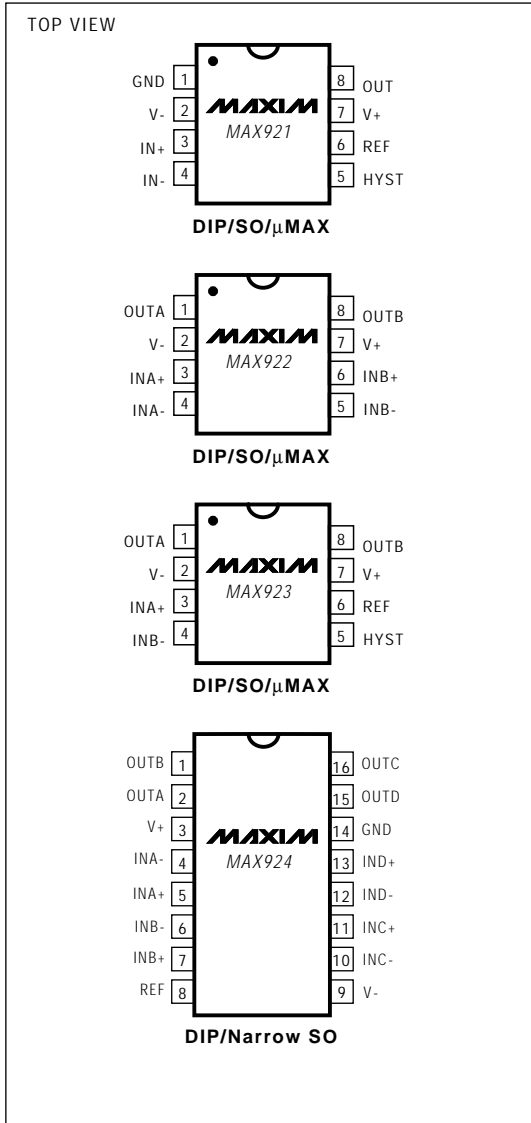 TOP VIEW
GND 1 8 OUT
V- 2 MAXIM 7 V+
MAX921
IN+ 3 6 REF
IN- 4 5 HYST
DIP/SO/µMAX
OUTA 1 8 OUTB
V- 2 MAXIM 7 V+
MAX922
INA+ 3 6 INB+
INA- 4 5 INB-
DIP/SO/µMAX
OUTA 1 8 OUTB
V- 2 MAXIM 7 V+
MAX923
INA+ 3 6 REF
INB- 4 5 HYST
DIP/SO/µMAX
OUTB 1 16 OUTC
OUTA 2 15 OUTD
V+ 3 MAXIM 14 GND
INA- 4 MAX924 13 IND+
INA+ 5 12 IND-
INB- 6 11 INC+
INB+ 7 10 INC-
REF 8 9 V-
DIP/Narrow SO